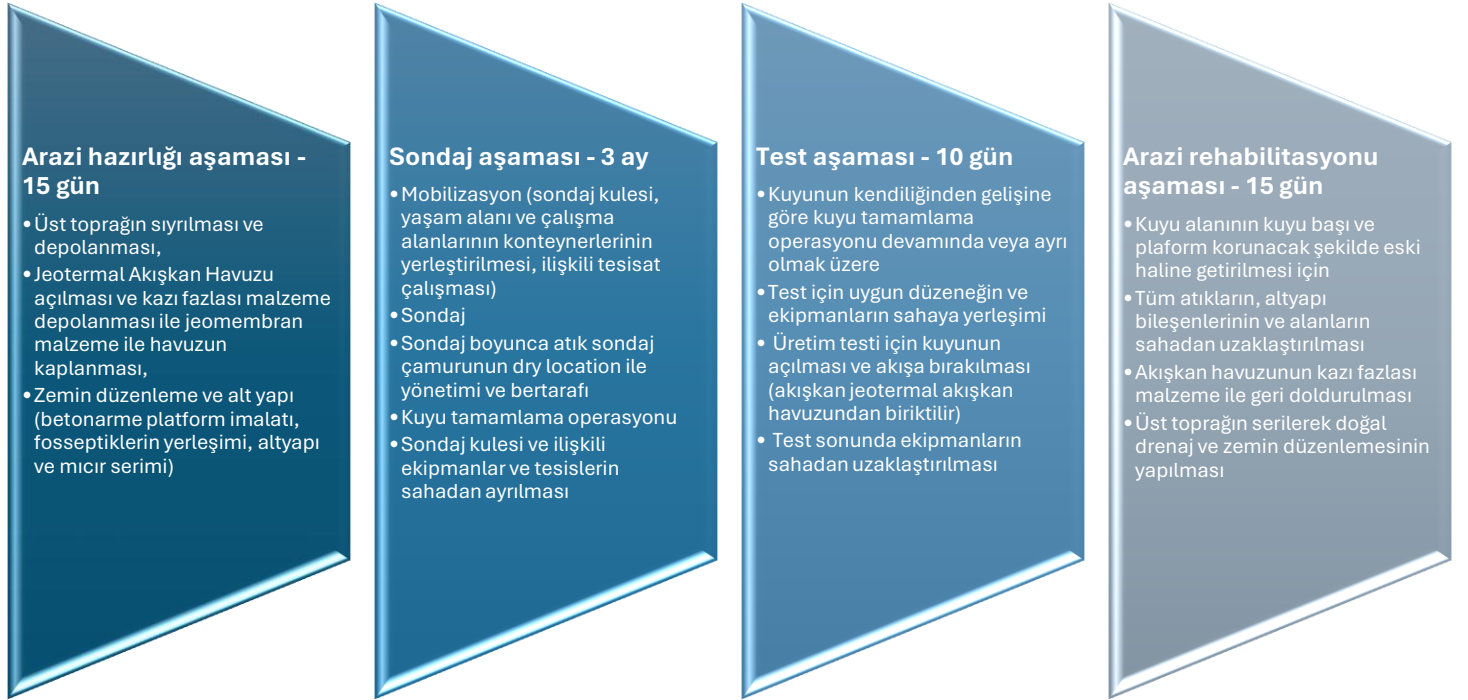 Arazi hazırlığı aşaması -
15 gün
•Üst toprağın sıyrılması ve
depolanması,
•Jeotermal Akışkan Havuzu
açılması ve kazı fazlası malzeme
depolanması ile jeomembran
malzeme ile havuzun
kaplanması,
•Zemin düzenleme ve alt yapı
(betonarme platform imalatı,
fosseptiklerin yerleşimi, altyapı
ve mıcır serimi)
Sondaj aşaması - 3 ay
•Mobilizasyon (sondaj kulesi,
yaşam alanı ve çalışma
alanlarının konteynerlerinin
yerleştirilmesi, ilişkili tesisat
çalışması)
•Sondaj
•Sondaj boyunca atık sondaj
çamurunun dry location ile
yönetimi ve bertarafı
•Kuyu tamamlama operasyonu
•Sondaj kulesi ve ilişkili
ekipmanlar ve tesislerin
sahadan ayrılması
Test aşaması - 10 gün
•Kuyunun kendiliğinden gelişine
göre kuyu tamamlama
operasyonu devamında veya ayrı
olmak üzere
•Test için uygun düzeneğin ve
ekipmanların sahaya yerleşimi
• Üretim testi için kuyunun
açılması ve akışa bırakılması
(akışkan jeotermal akışkan
havuzundan biriktilir)
• Test sonunda ekipmanların
sahadan uzaklaştırılması
Arazi rehabilitasyonu
aşaması - 15 gün
•Kuyu alanının kuyu başı ve
plaform korunacak şekilde eski
haline getirilmesi için
•Tüm atıkların, altyapı
bileşenlerinin ve alanların
sahadan uzaklaştırılması
•Akışkan havuzunun kazı fazlası
malzeme ile geri doldurulması
•Üst toprağın serilerek doğal
drenaj ve zemin düzenlemesinin
yapılması